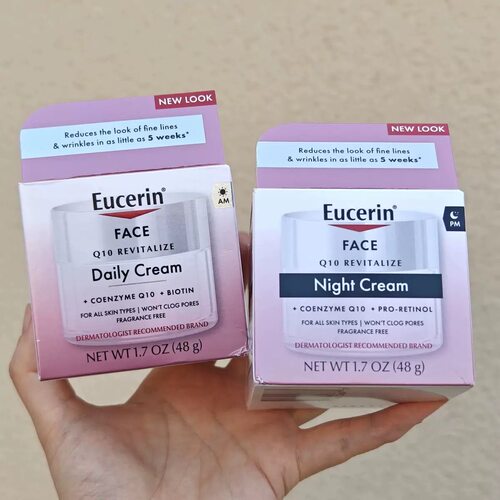 NEW LOOK
Reduces the look of fine lines
& wrinkles in as little as 5 weeks*
Eucerin®
AM
FACE
Q10 REVITALIZE
Daily Cream
+ COENZYME Q10 + BIOTIN
FOR ALL SKIN TYPES | WON'T CLOG PORES
FRAGRANCE FREE
DERMATOLOGIST RECOMMENDED BRAND
NET WT 1.7 OZ (48 g)
NEW LOOK
Reduces the look of fine lines
& wrinkles in as little as 5 weeks*
Eucerin®
PM
FACE
Q10 REVITALIZE
Night Cream
+ COENZYME Q10 + PRO-RETINOL
FOR ALL SKIN TYPES | WON'T CLOG PORES
FRAGRANCE FREE
DERMATOLOGIST RECOMMENDED BRAND
NET WT 1.7 OZ (48 g)